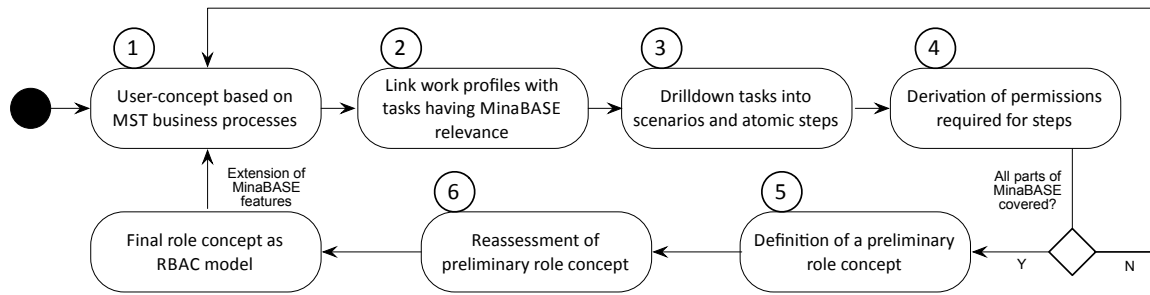 1
User-concept based on
MST business processes
2
Link work profiles with
tasks having MinaBASE
relevance
3
Drilldown tasks into
scenarios and atomic steps
4
Derivation of permissions
required for steps
All parts of
MinaBASE
covered?
Y
N
5
Definition of a preliminary
role concept
6
Reassessment of
preliminary role concept
Final role concept as
RBAC model
Extension of
MinaBASE
features